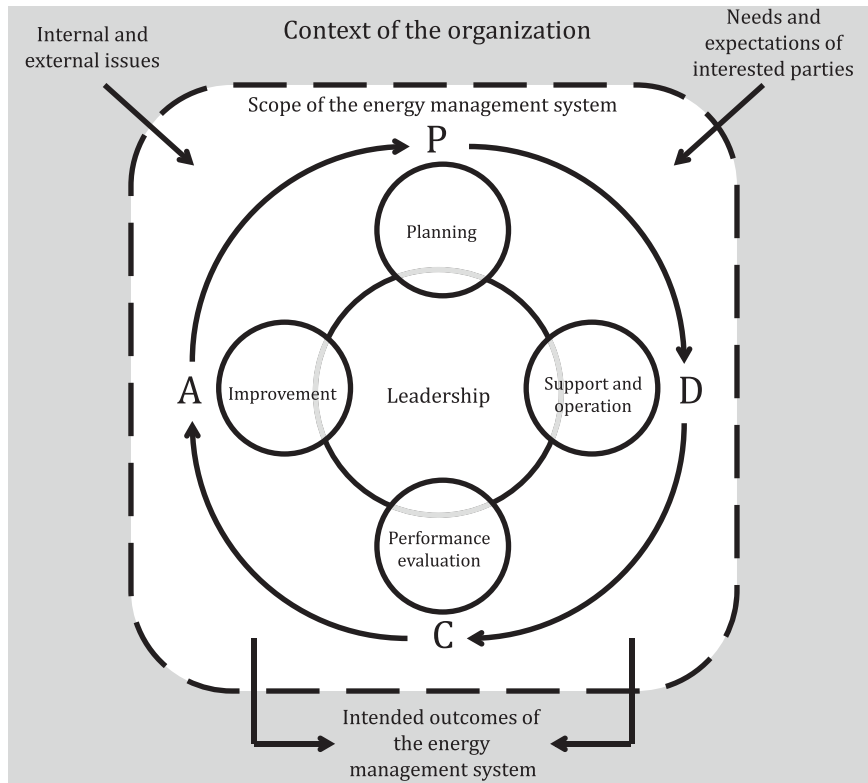 Internal and
external issues
Context of the organization
Needs and
expectations of
interested parties
Scope of the energy management system
P
Planning
A
Improvement
Leadership
Support and
operation
D
Performance
evaluation
C
Intended outcomes of
the energy
management system